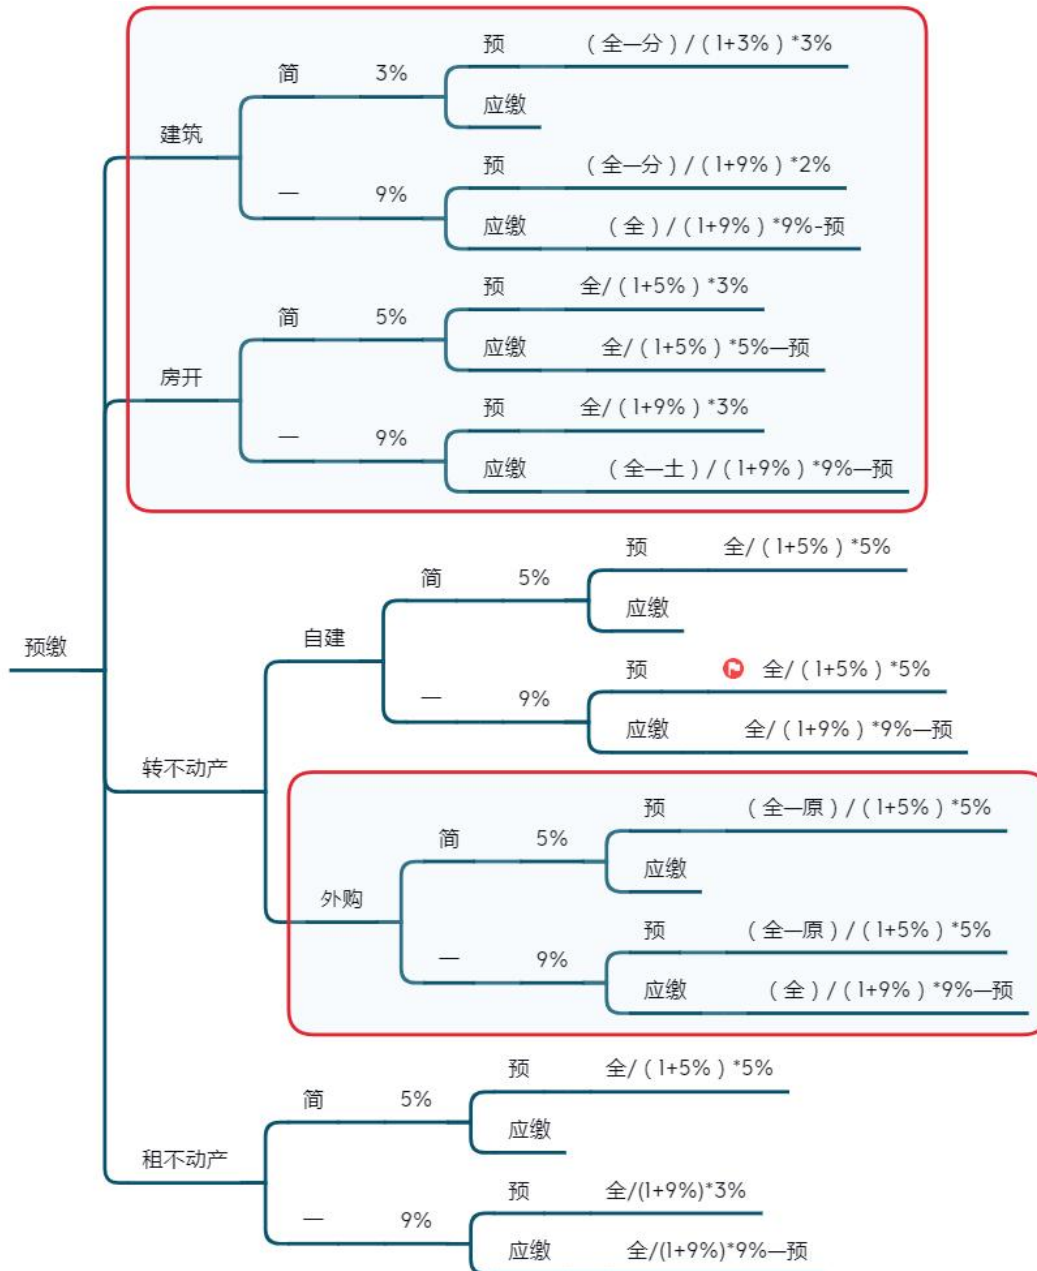 预缴
建筑
简 3%
预 （全—分）/（1+3%）*3%
应缴
一 9%
预 （全—分）/（1+9%）*2%
应缴 （全）/（1+9%）*9%-预
房开
简 5%
预 全/（1+5%）*3%
应缴 全/（1+5%）*5%—预
一 9%
预 全/（1+9%）*3%
应缴 （全—土）/（1+9%）*9%—预
转不动产
自建
简 5%
预 全/（1+5%）*5%
应缴
一 9%
预 全/（1+5%）*5%
应缴 全/（1+9%）*9%—预
外购
简 5%
预 （全—原）/（1+5%）*5%
应缴
一 9%
预 （全—原）/（1+5%）*5%
应缴 （全）/（1+9%）*9%—预
租不动产
简 5%
预 全/（1+5%）*5%
应缴
一 9%
预 全/(1+9%)*3%
应缴 全/(1+9%)*9%—预